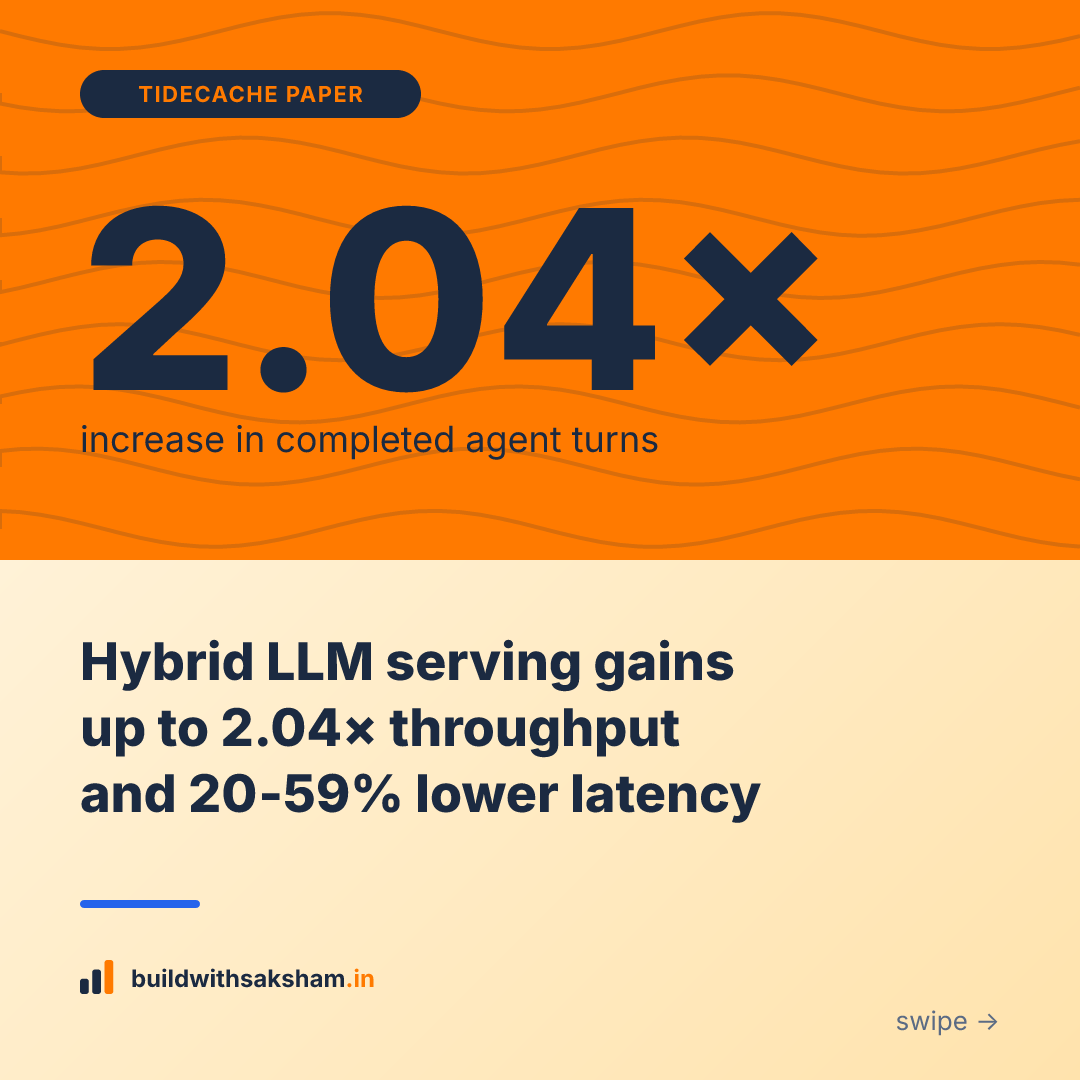 TIDECACHE PAPER
2.04×
increase in completed agent turns
Hybrid LLM serving gains
up to 2.04× throughput
and 20-59% lower latency
buildwithsaksham.in
swipe →